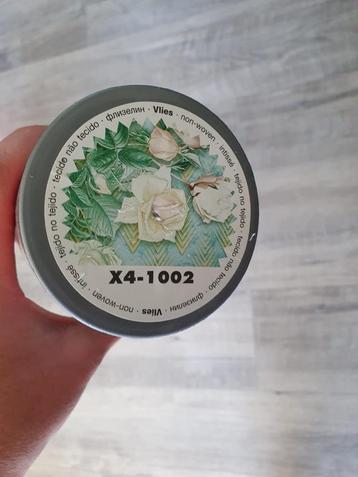 tejido no tejido · tecido não tecido · флизелин · Vlies · non-woven · intissé · tejido no tejido · tecido não tecido · флизелин · Vlies · non-woven · intissé ·
X4-1002